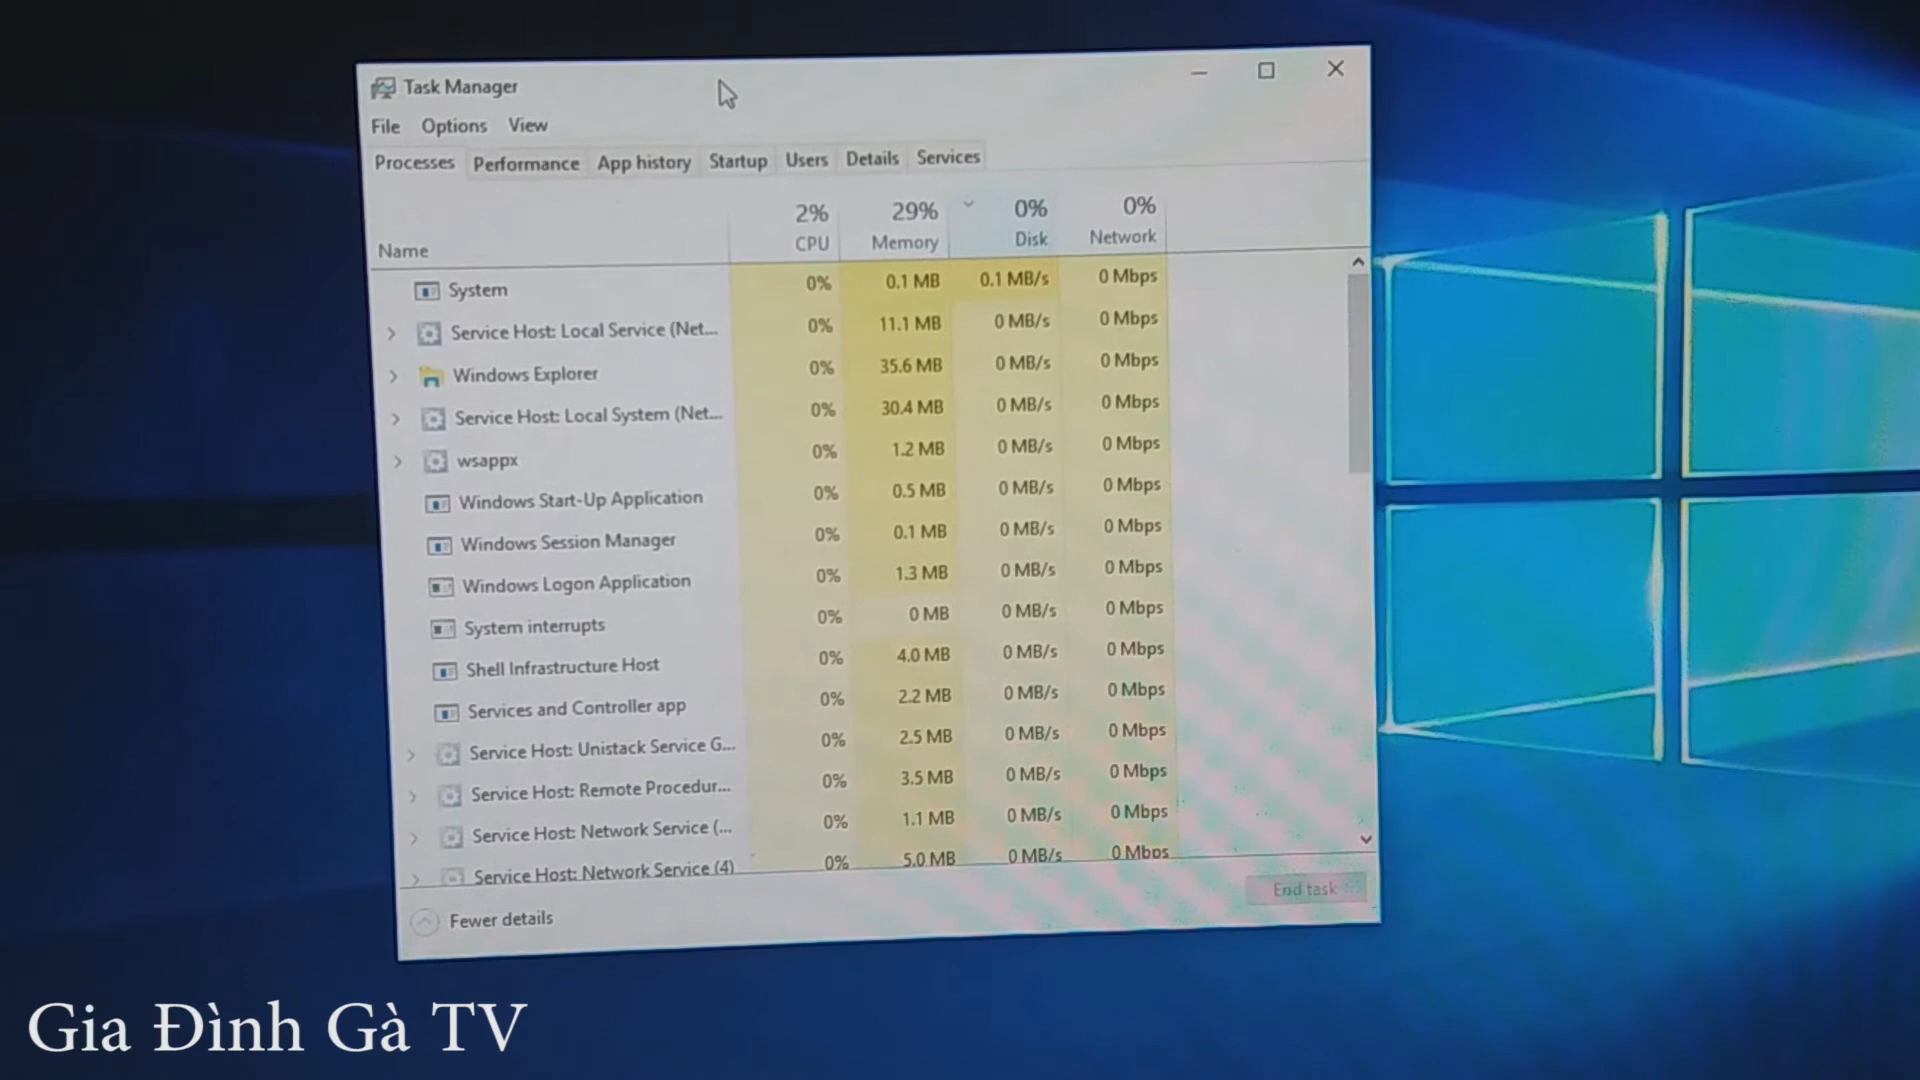 Task Manager
File Options View
Processes Performance App history Startup Users Details Services
2% 29% 0% 0%
Name CPU Memory Disk Network
System 0% 0.1 MB 0.1 MB/s 0 Mbps
Service Host: Local Service (Net... 0% 11.1 MB 0 MB/s 0 Mbps
Windows Explorer 0% 35.6 MB 0 MB/s 0 Mbps
Service Host: Local System (Net... 0% 30.4 MB 0 MB/s 0 Mbps
wsappx 0% 1.2 MB 0 MB/s 0 Mbps
Windows Start-Up Application 0% 0.5 MB 0 MB/s 0 Mbps
Windows Session Manager 0% 0.1 MB 0 MB/s 0 Mbps
Windows Logon Application 0% 1.3 MB 0 MB/s 0 Mbps
System interrupts 0% 0 MB 0 MB/s 0 Mbps
Shell Infrastructure Host 0% 4.0 MB 0 MB/s 0 Mbps
Services and Controller app 0% 2.2 MB 0 MB/s 0 Mbps
Service Host: Unistack Service G... 0% 2.5 MB 0 MB/s 0 Mbps
Service Host: Remote Procedur... 0% 3.5 MB 0 MB/s 0 Mbps
Service Host: Network Service (... 0% 1.1 MB 0 MB/s 0 Mbps
Service Host: Network Service (4) 0% 5.0 MB 0 MB/s 0 Mbps
End task
Fewer details
Gia Đình Gà TV